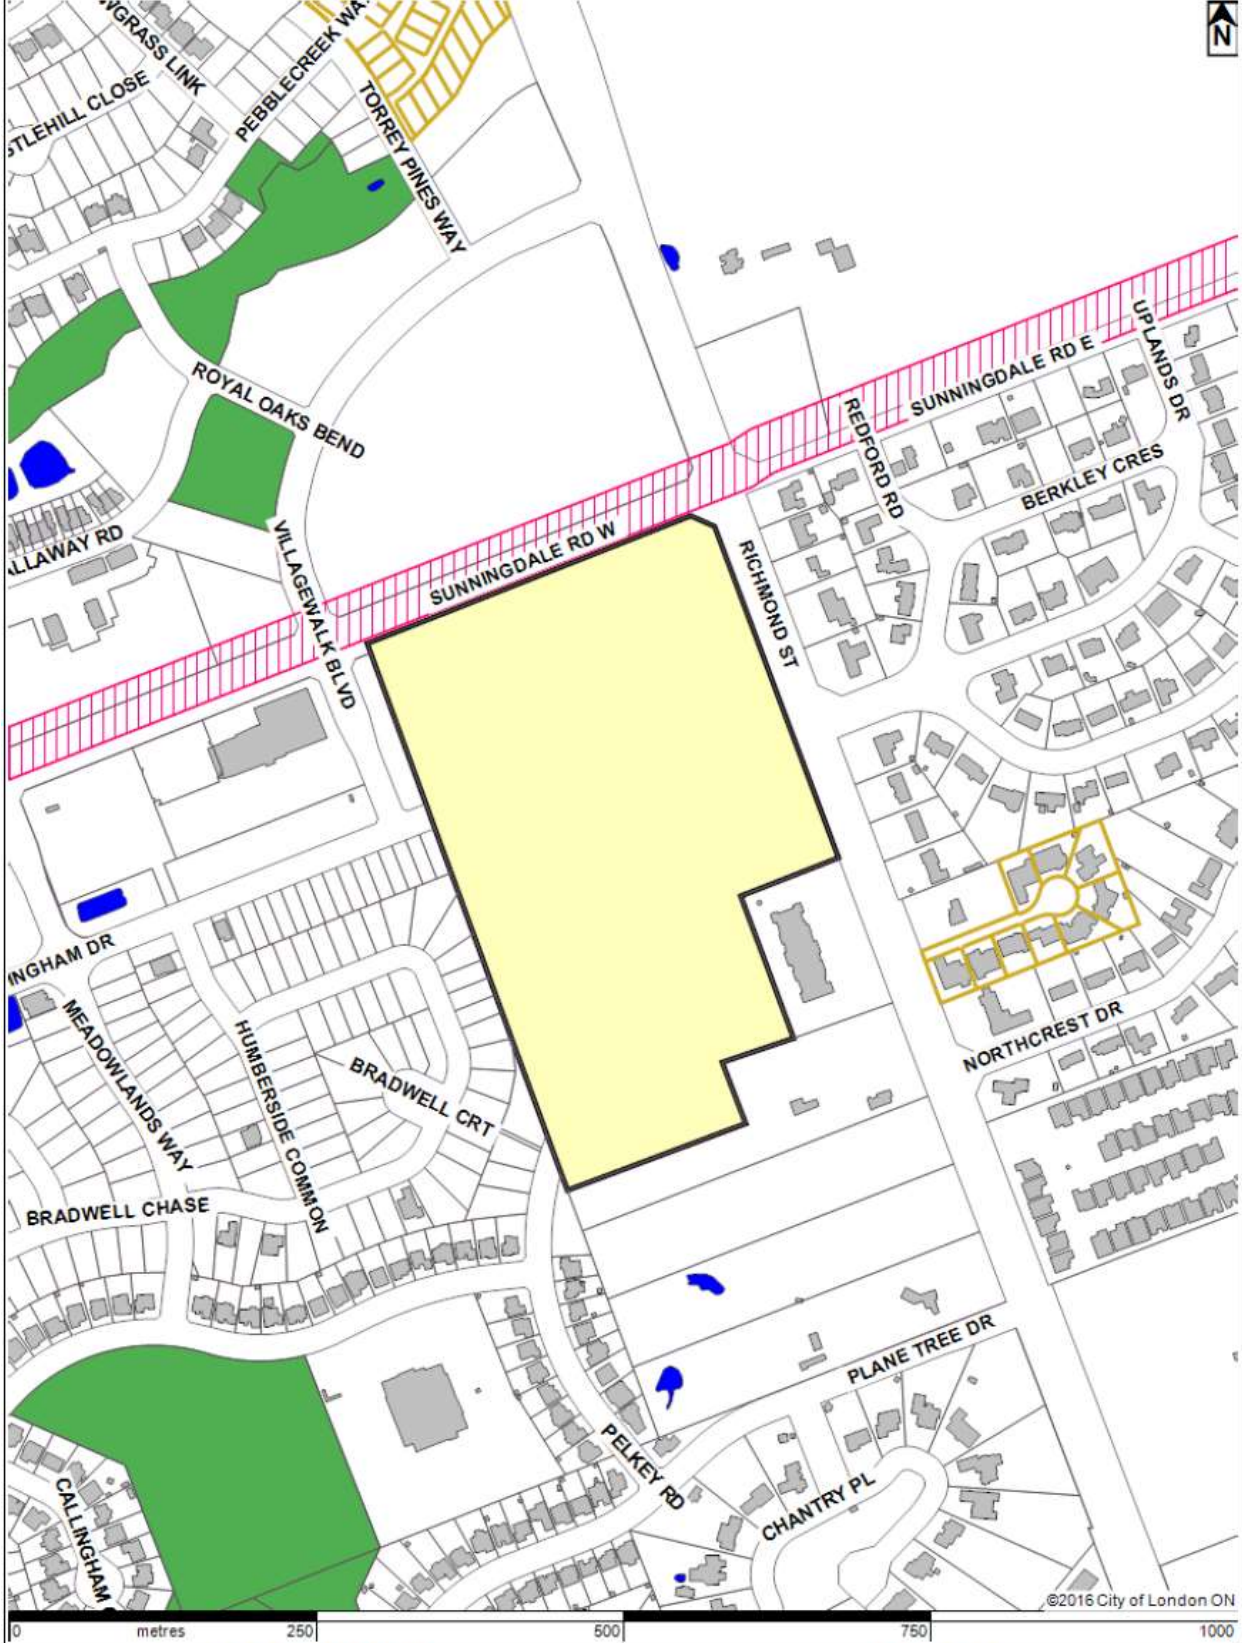 WGRASS LINK
PEBBLECREEK WA
N
STLEHILL CLOSE
TORREY PINES WAY
ROYAL OAKS BEND
SUNNINGDALE RD E
UPLANDS DR
REDFORD RD
BERKLEY CRES
ALLAWAY RD
VILLAGEWALK BLVD
SUNNINGDALE RD W
RICHMOND ST
INGHAM DR
MEADOWLANDS WAY
HUMBERSIDE COMMON
BRADWELL CRT
NORTHCREST DR
BRADWELL CHASE
PLANE TREE DR
PELKEY RD
CHANTRY PL
CALLINGHAM
©2016 City of London ON
0 metres 250 500 750 1000